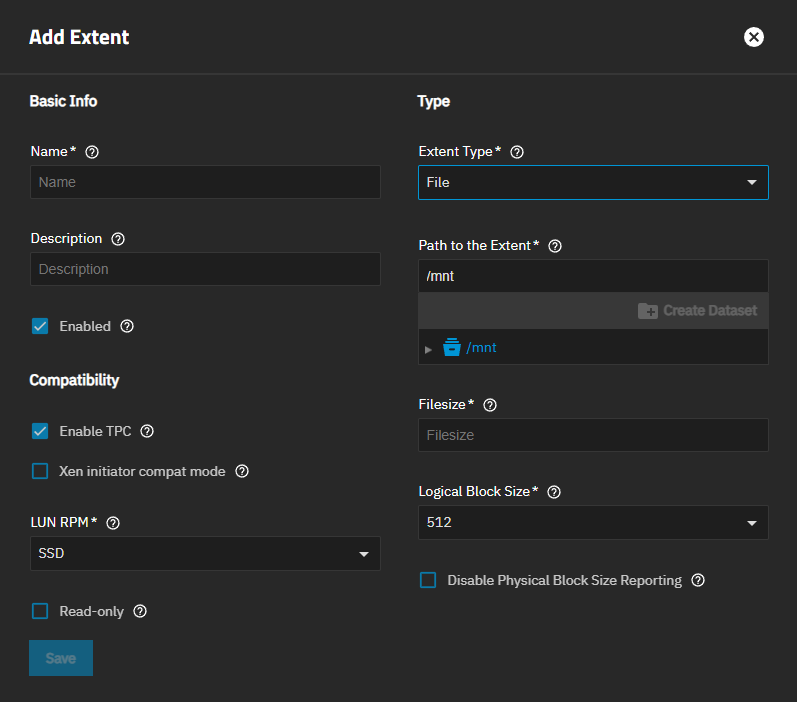 Add Extent
Basic Info
Name*
Name
Description
Description
Enabled
Compatibility
Enable TPC
Xen initiator compat mode
LUN RPM*
SSD
Read-only
Save
Type
Extent Type*
File
Path to the Extent*
/mnt
Create Dataset
/mnt
Filesize*
Filesize
Logical Block Size*
512
Disable Physical Block Size Reporting